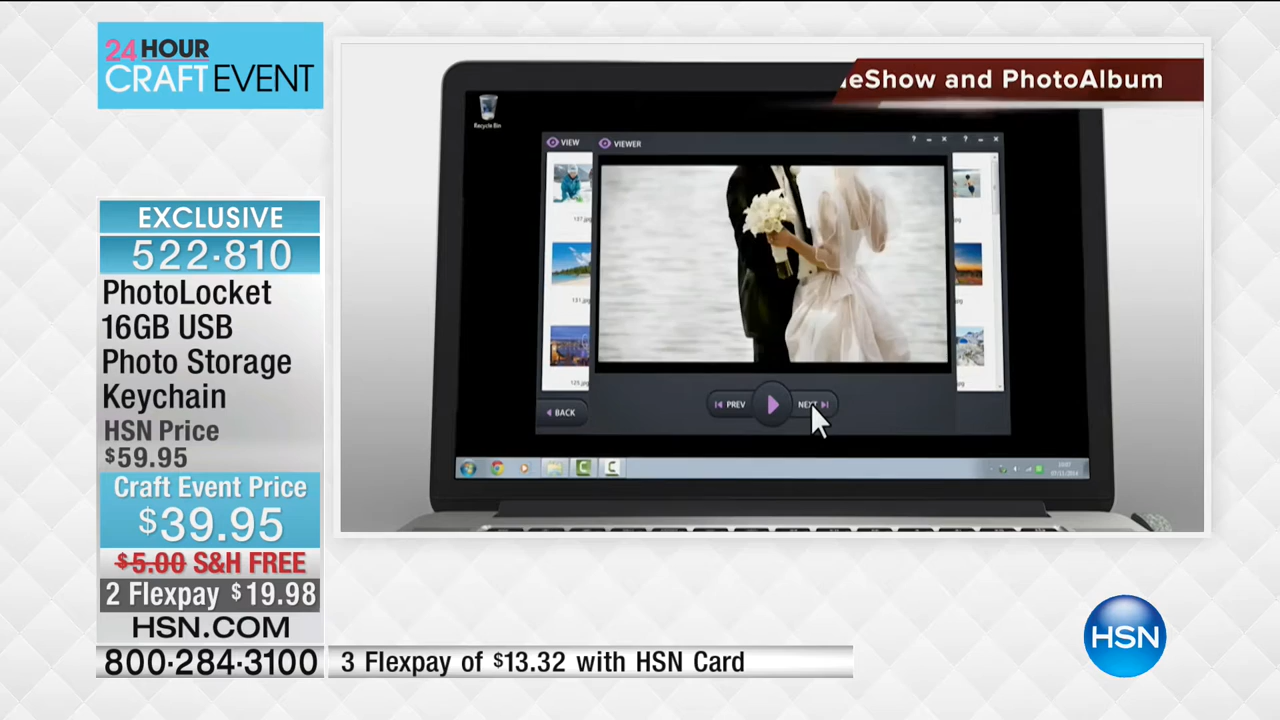 24 HOUR
CRAFT EVENT
EXCLUSIVE
522·810
PhotoLocket
16GB USB
Photo Storage
Keychain
HSN Price
$59.95
Craft Event Price
$39.95
$5.00 S&H FREE
2 Flexpay $19.98
HSN.COM
800·284·3100
3 Flexpay of $13.32 with HSN Card
eShow and PhotoAlbum
Recycle Bin
VIEW
VIEWER
BACK
PREV
NEXT
HSN